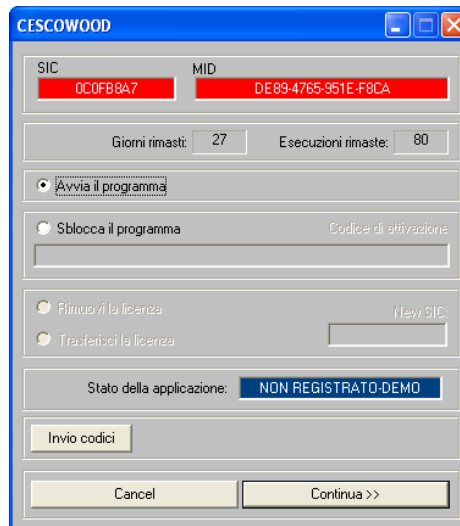 CESCOWOOD
SIC MID
0C0FB8A7 DE89-4765-951E-F8CA
Giorni rimasti: 27 Esecuzioni rimaste: 80
Avvia il programma
Sblocca il programma Codice di attivazione
Rimuovi la licenza New SIC:
Trasferisci la licenza
Stato della applicazione: NON REGISTRATO-DEMO
Invio codici
Cancel Continua >>